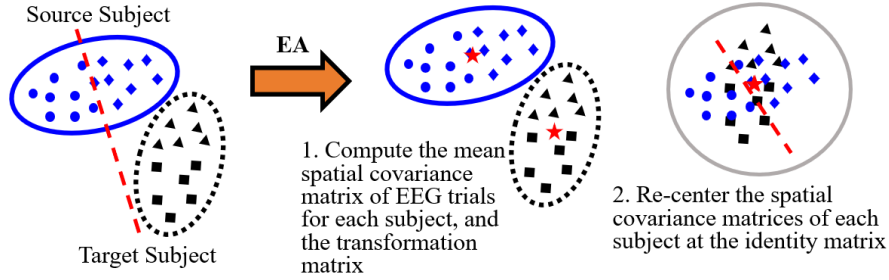 Source Subject
Target Subject
EA
1. Compute the mean
spatial covariance
matrix of EEG trials
for each subject, and
the transformation
matrix
2. Re-center the spatial
covariance matrices of each
subject at the identity matrix